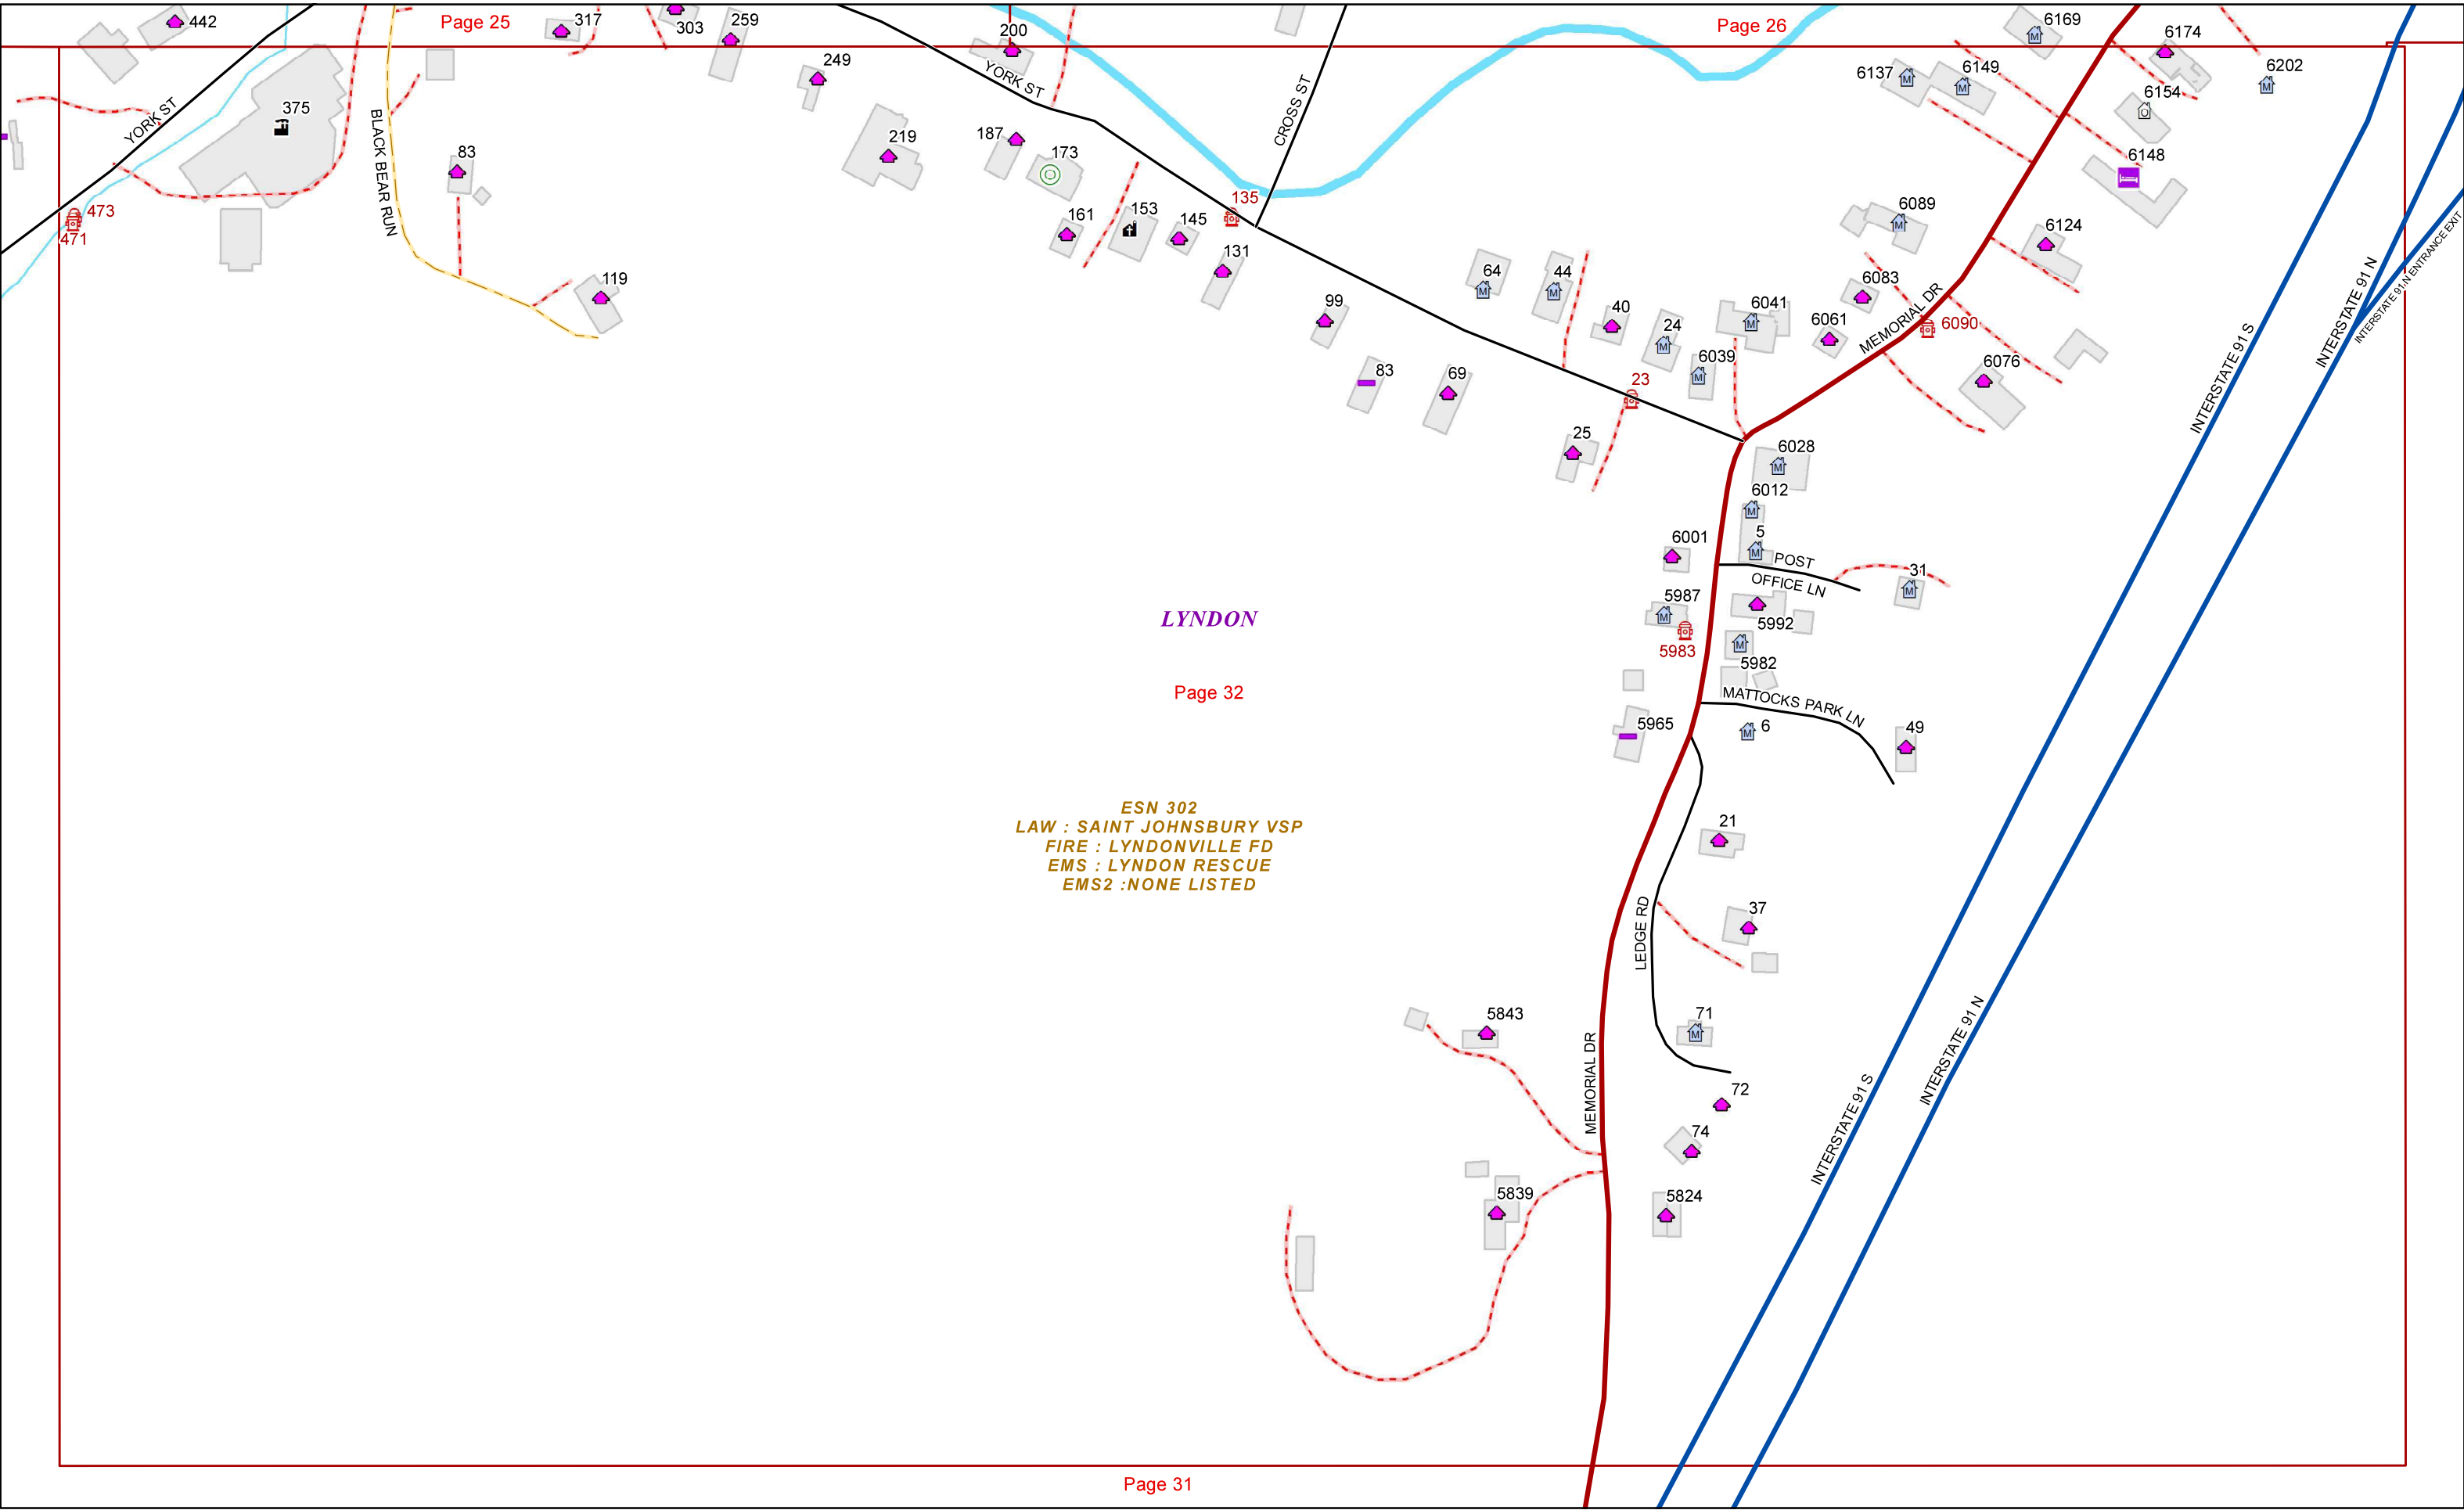 442
Page 25
317
303
259
200
Page 26
6169
6174
249
6137
6149
6202
6154
375
YORK ST
BLACK BEAR RUN
YORK ST
CROSS ST
219
187
173
83
6148
135
473
471
161
153
145
131
6089
6124
INTERSTATE 91 N ENTRANCE EXIT
119
99
64
44
40
24
6041
6083
6061
MEMORIAL DR
6090
INTERSTATE 91 N
INTERSTATE 91 S
6039
6076
83
69
23
25
6028
6012
5
6001
POST
OFFICE LN
31
5987
5992
5983
5982
LYNDON
Page 32
MATTOCKS PARK LN
5965
6
49
ESN 302
LAW : SAINT JOHNSBURY VSP
FIRE : LYNDONVILLE FD
EMS : LYNDON RESCUE
EMS2 :NONE LISTED
21
37
LEDGE RD
5843
71
MEMORIAL DR
INTERSTATE 91 N
INTERSTATE 91 S
72
74
5839
5824
Page 31